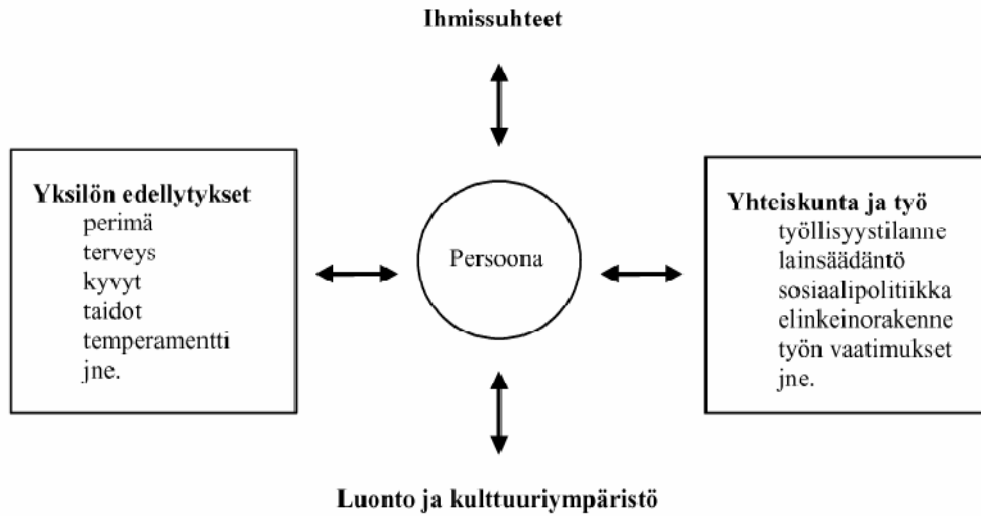 Ihmissuhteet
Yksilön edellytykset
perimä
terveys
kyvyt
taidot
temperamentti
jne.
Persoona
Yhteiskunta ja työ
työllisyystilanne
lainsäädäntö
sosiaalipolitiikka
elinkeinorakenne
työn vaatimukset
jne.
Luonto ja kulttuuriympäristö